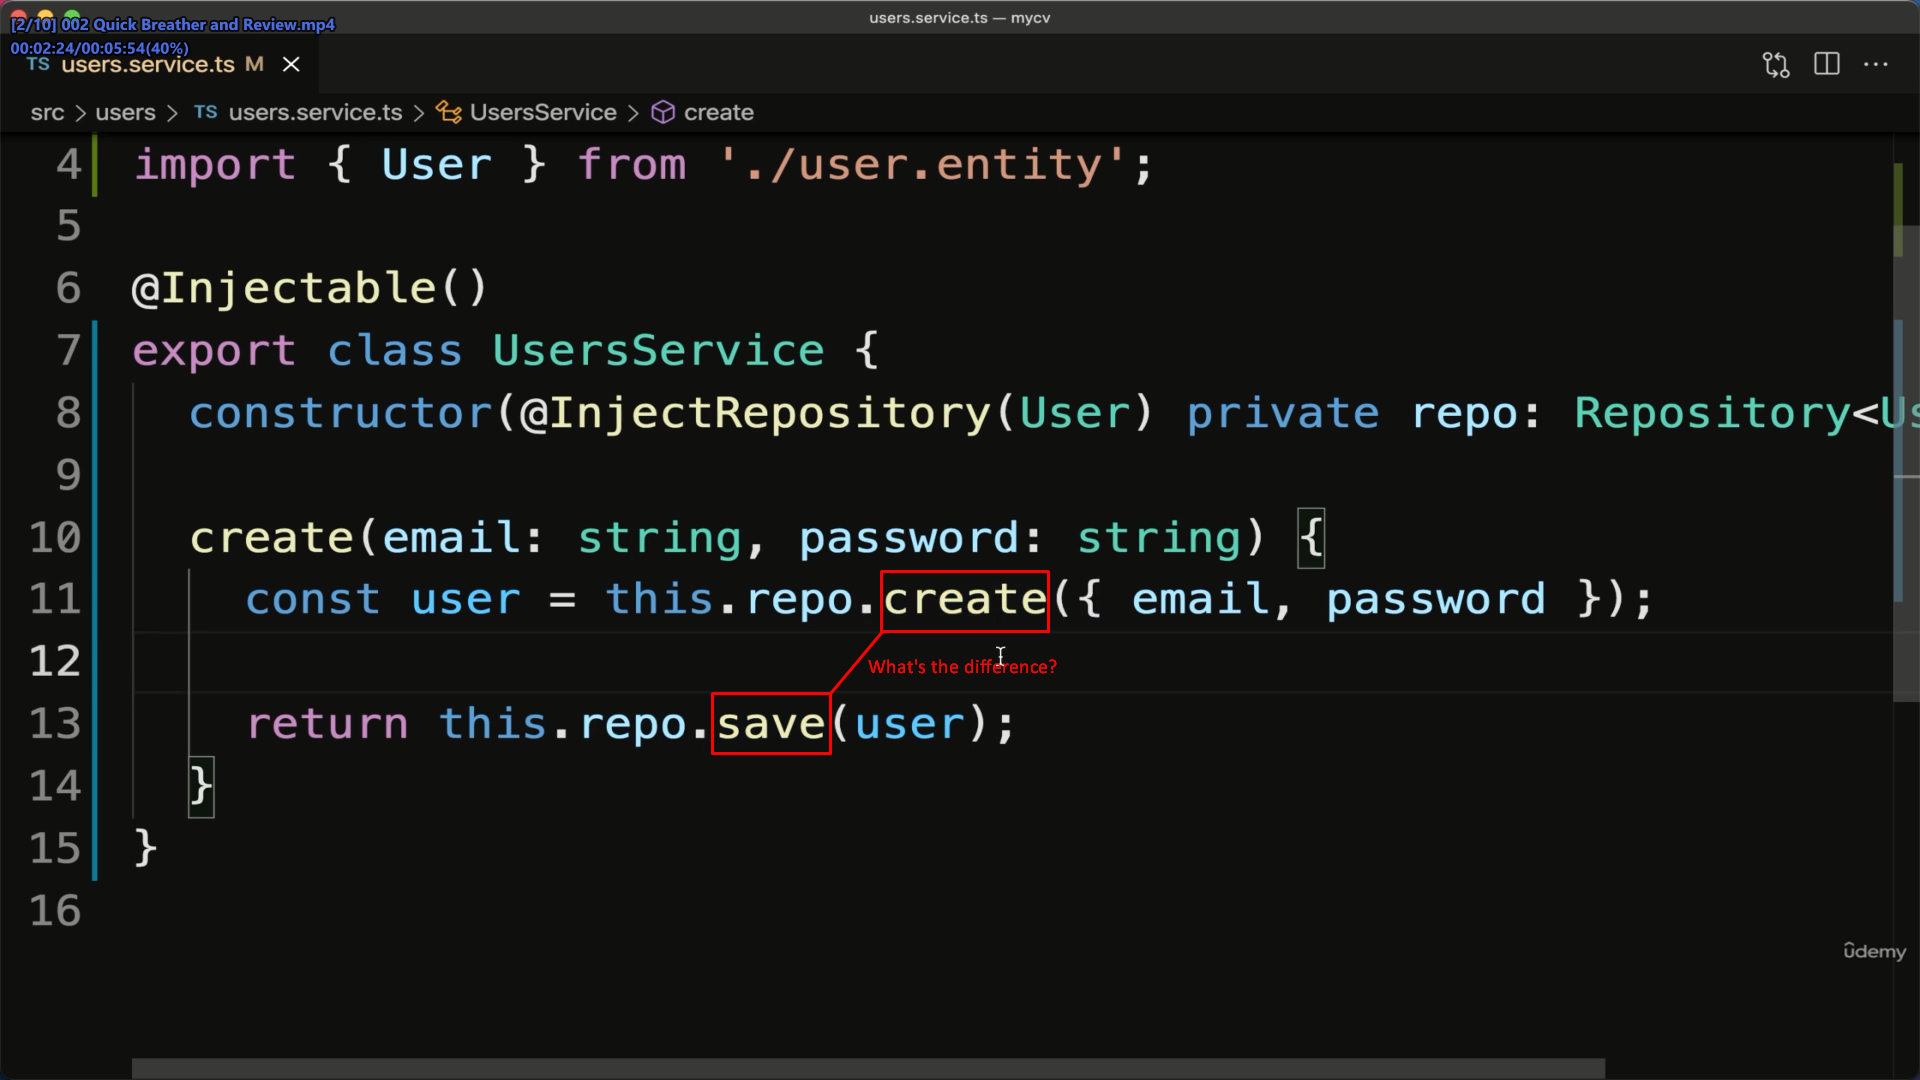 users.service.ts — mycv
[2/10] 002 Quick Breather and Review.mp4
00:02:24/00:05:54(40%)
TS users.service.ts M
src > users > TS users.service.ts > UsersService > create
4 import { User } from './user.entity';
5
6 @Injectable()
7 export class UsersService {
8 constructor(@InjectRepository(User) private repo: Repository<Us
9
10 create(email: string, password: string) {
11 const user = this.repo.create({ email, password });
12
What's the difference?
13 return this.repo.save(user);
14 }
15 }
16
ûdemy